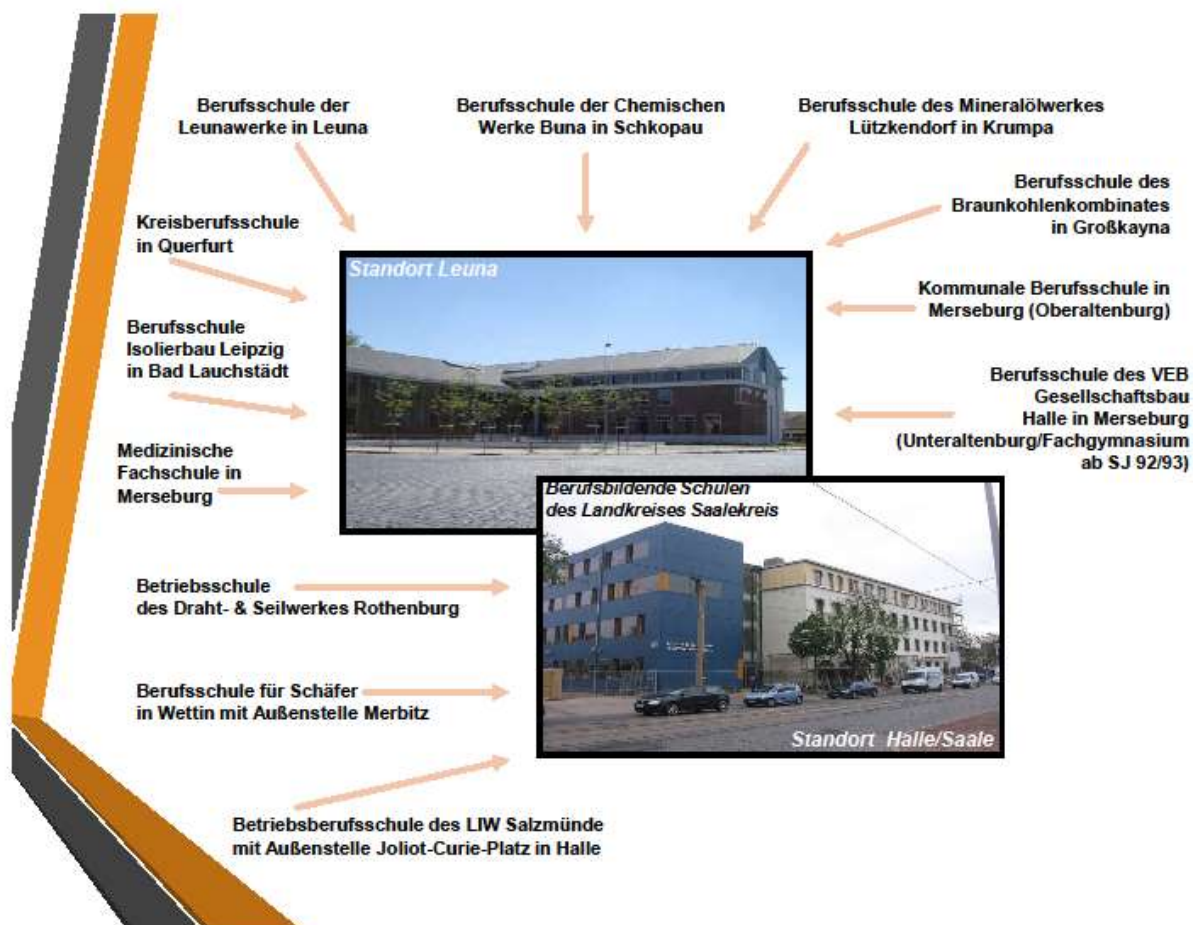 Berufsschule der
Leunawerke in Leuna
Berufsschule der Chemischen
Werke Buna in Schkopau
Berufsschule des Mineralölwerkes
Lützkendorf in Krumpa
Berufsschule des
Braunkohlenkombinates
in Großkayna
Kreisberufsschule
in Querfurt
Standort Leuna
Kommunale Berufsschule in
Merseburg (Oberaltenburg)
Berufsschule
Isolierbau Leipzig
in Bad Lauchstädt
Berufsschule des VEB
Gesellschaftsbau
Halle in Merseburg
(Unteraltenburg/Fachgymnasium
ab SJ 92/93)
Medizinische
Fachschule in
Merseburg
Berufsbildende Schulen
des Landkreises Saalekreis
Betriebsschule
des Draht- & Seilwerkes Rothenburg
Berufsschule für Schäfer
in Wettin mit Außenstelle Merbitz
Standort Halle/Saale
Betriebsberufsschule des LIW Salzmünde
mit Außenstelle Joliot-Curie-Platz in Halle